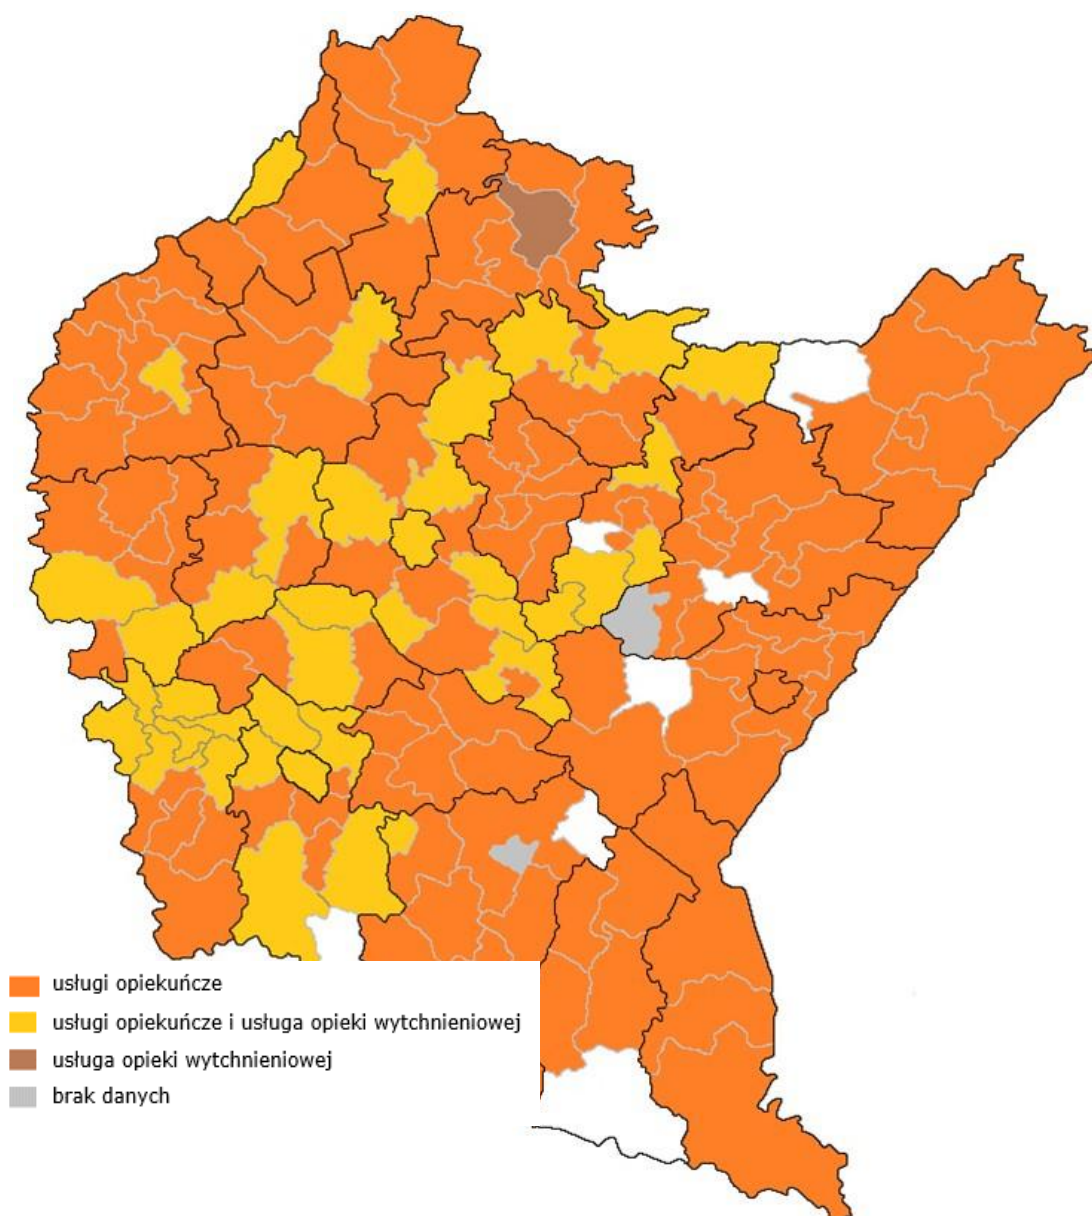 usługi opiekuńcze
usługi opiekuńcze i usługa opieki wytchnieniowej
usługa opieki wytchnieniowej
brak danych